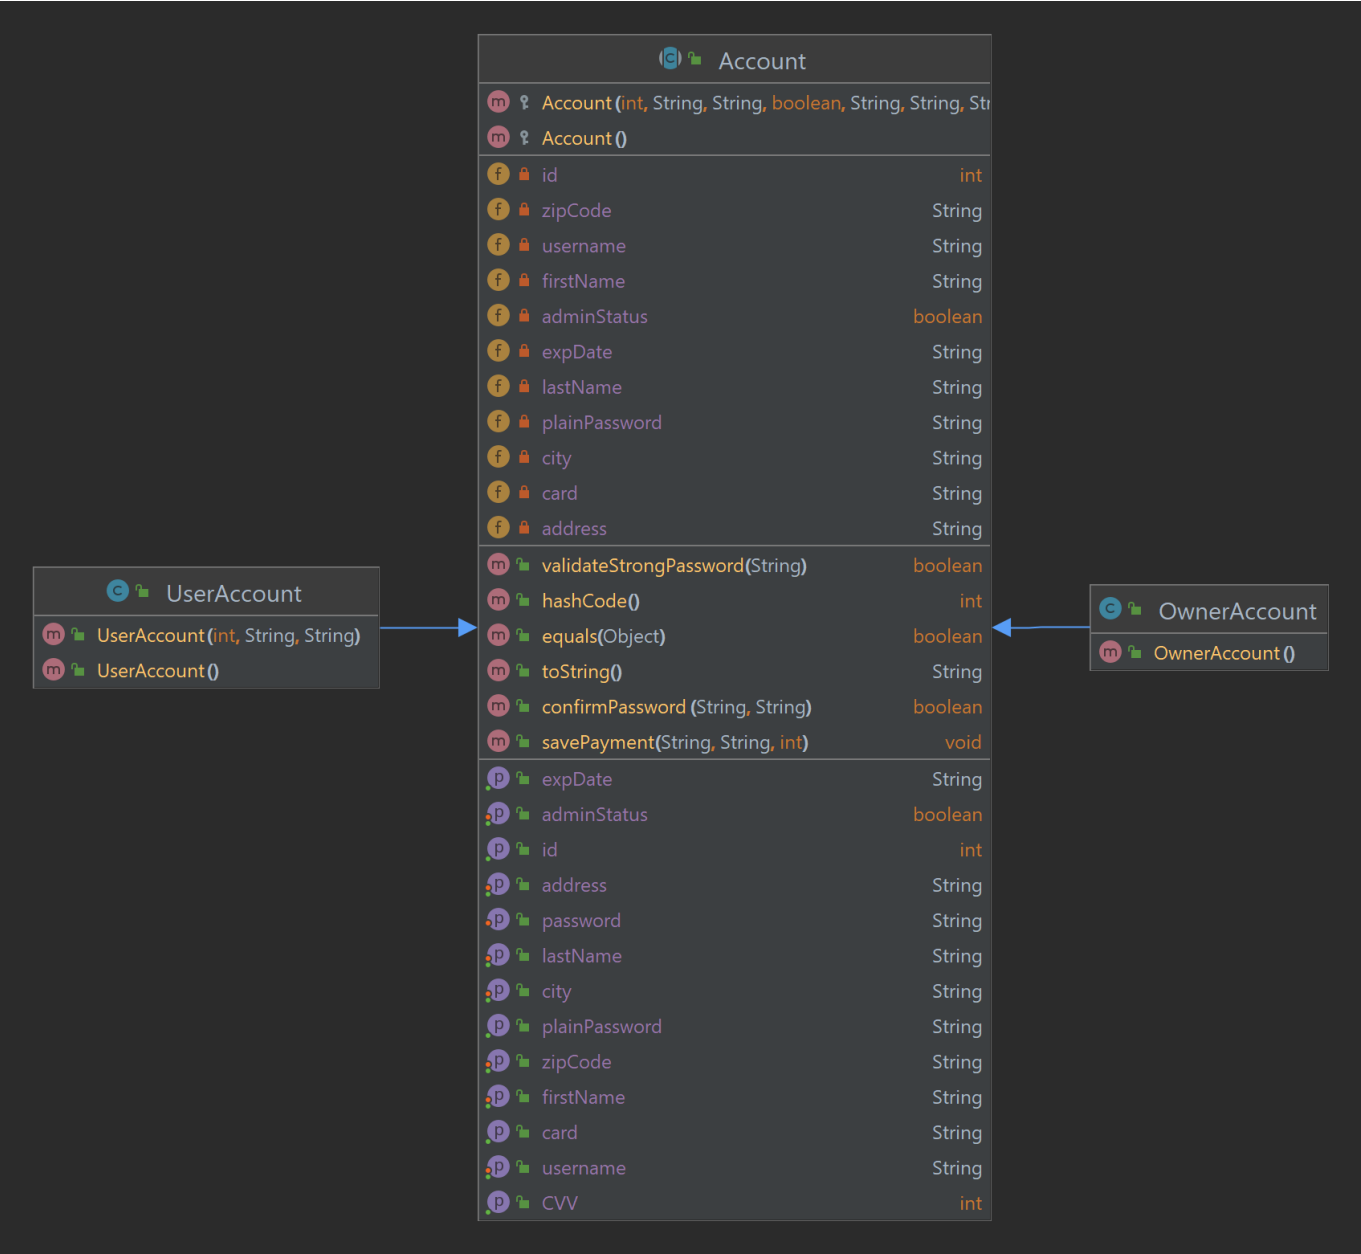 Account
Account(int, String, String, boolean, String, String, Str
Account()
id int
zipCode String
username String
firstName String
adminStatus boolean
expDate String
lastName String
plainPassword String
city String
card String
address String
validateStrongPassword(String) boolean
hashCode() int
equals(Object) boolean
toString() String
confirmPassword(String, String) boolean
savePayment(String, String, int) void
expDate String
adminStatus boolean
id int
address String
password String
lastName String
city String
plainPassword String
zipCode String
firstName String
card String
username String
CVV int
UserAccount
UserAccount(int, String, String)
UserAccount()
OwnerAccount
OwnerAccount()